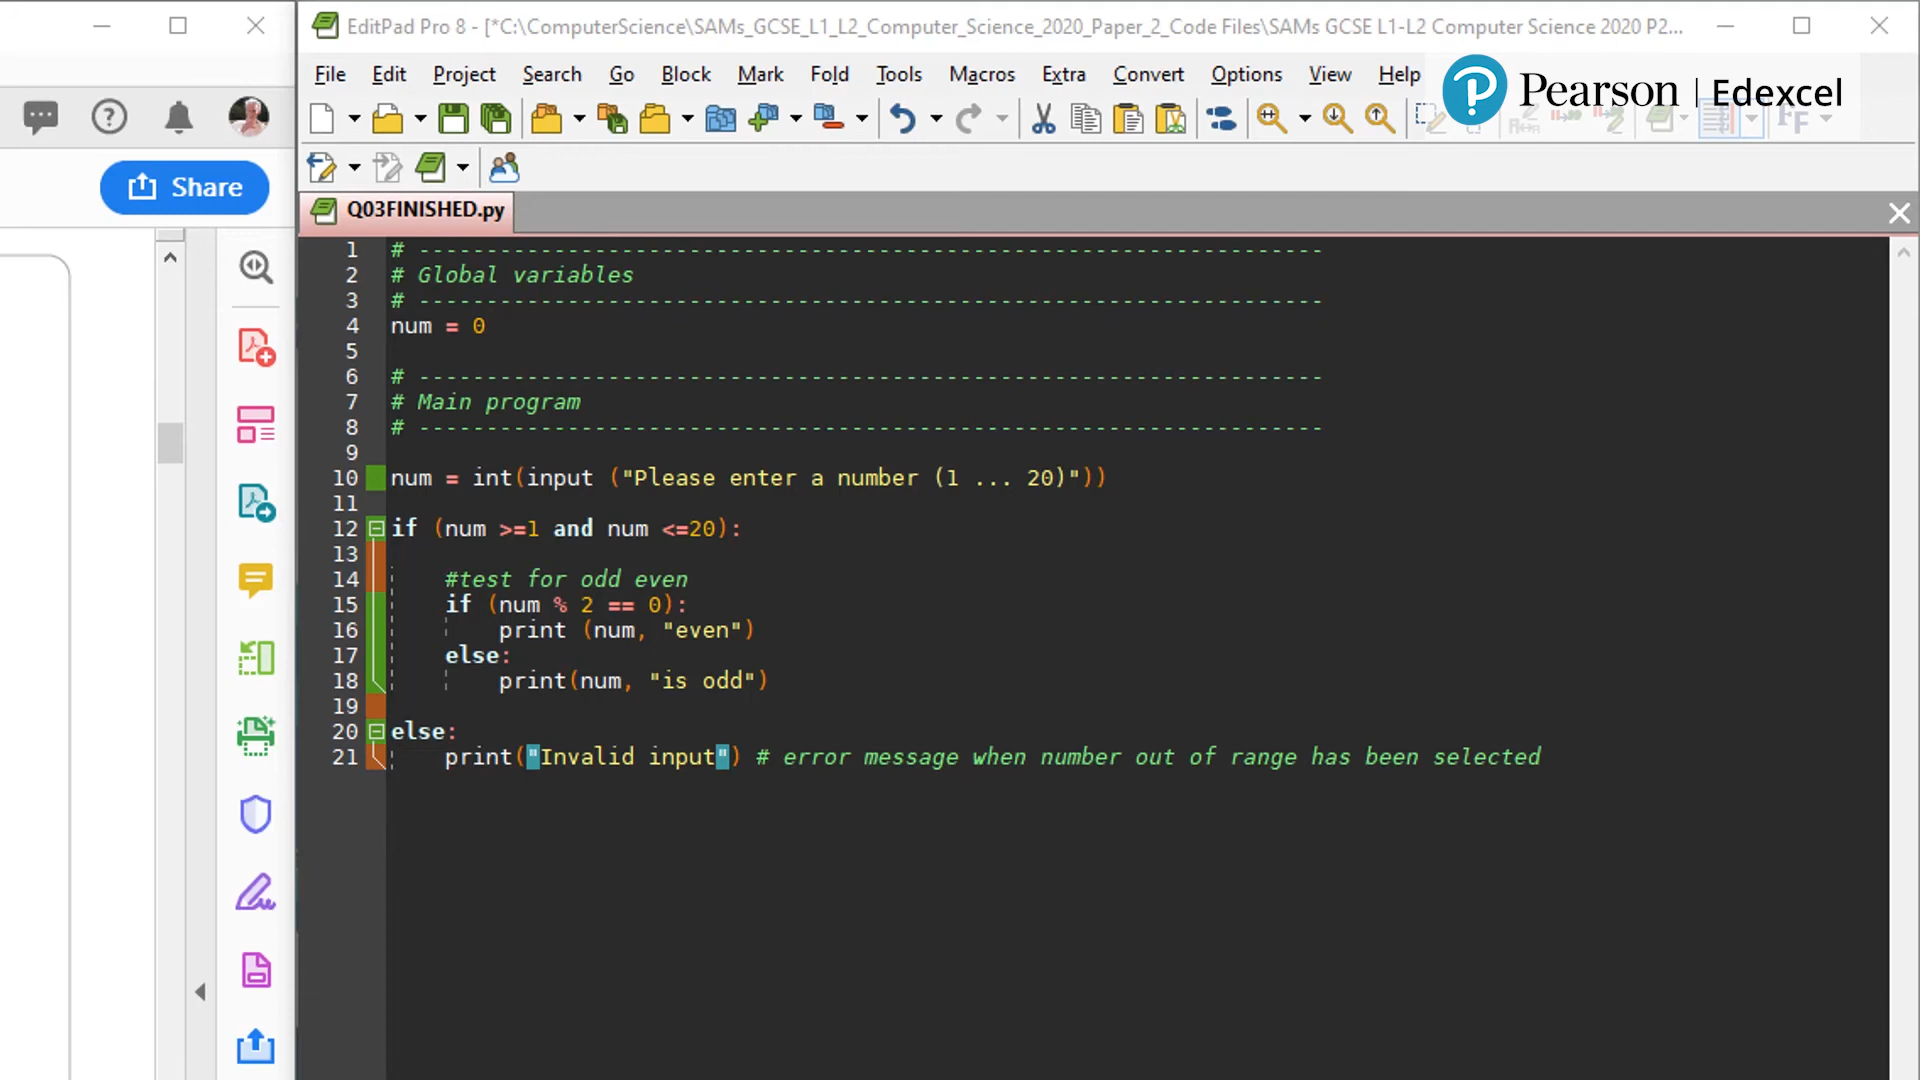 EditPad Pro 8 - [*C:\ComputerScience\SAMs_GCSE_L1_L2_Computer_Science_2020_Paper_2_Code Files\SAMs GCSE L1-L2 Computer Science 2020 P2...
File Edit Project Search Go Block Mark Fold Tools Macros Extra Convert Options View Help
Pearson | Edexcel
Share
Q03FINISHED.py
1 # -------------------------------------------------------------------
2 # Global variables
3 # -------------------------------------------------------------------
4 num = 0
5
6 # -------------------------------------------------------------------
7 # Main program
8 # -------------------------------------------------------------------
9
10 num = int(input ("Please enter a number (1 ... 20)"))
11
12 if (num >=1 and num <=20):
13
14 #test for odd even
15 if (num % 2 == 0):
16 print (num, "even")
17 else:
18 print(num, "is odd")
19
20 else:
21 print("Invalid input") # error message when number out of range has been selected